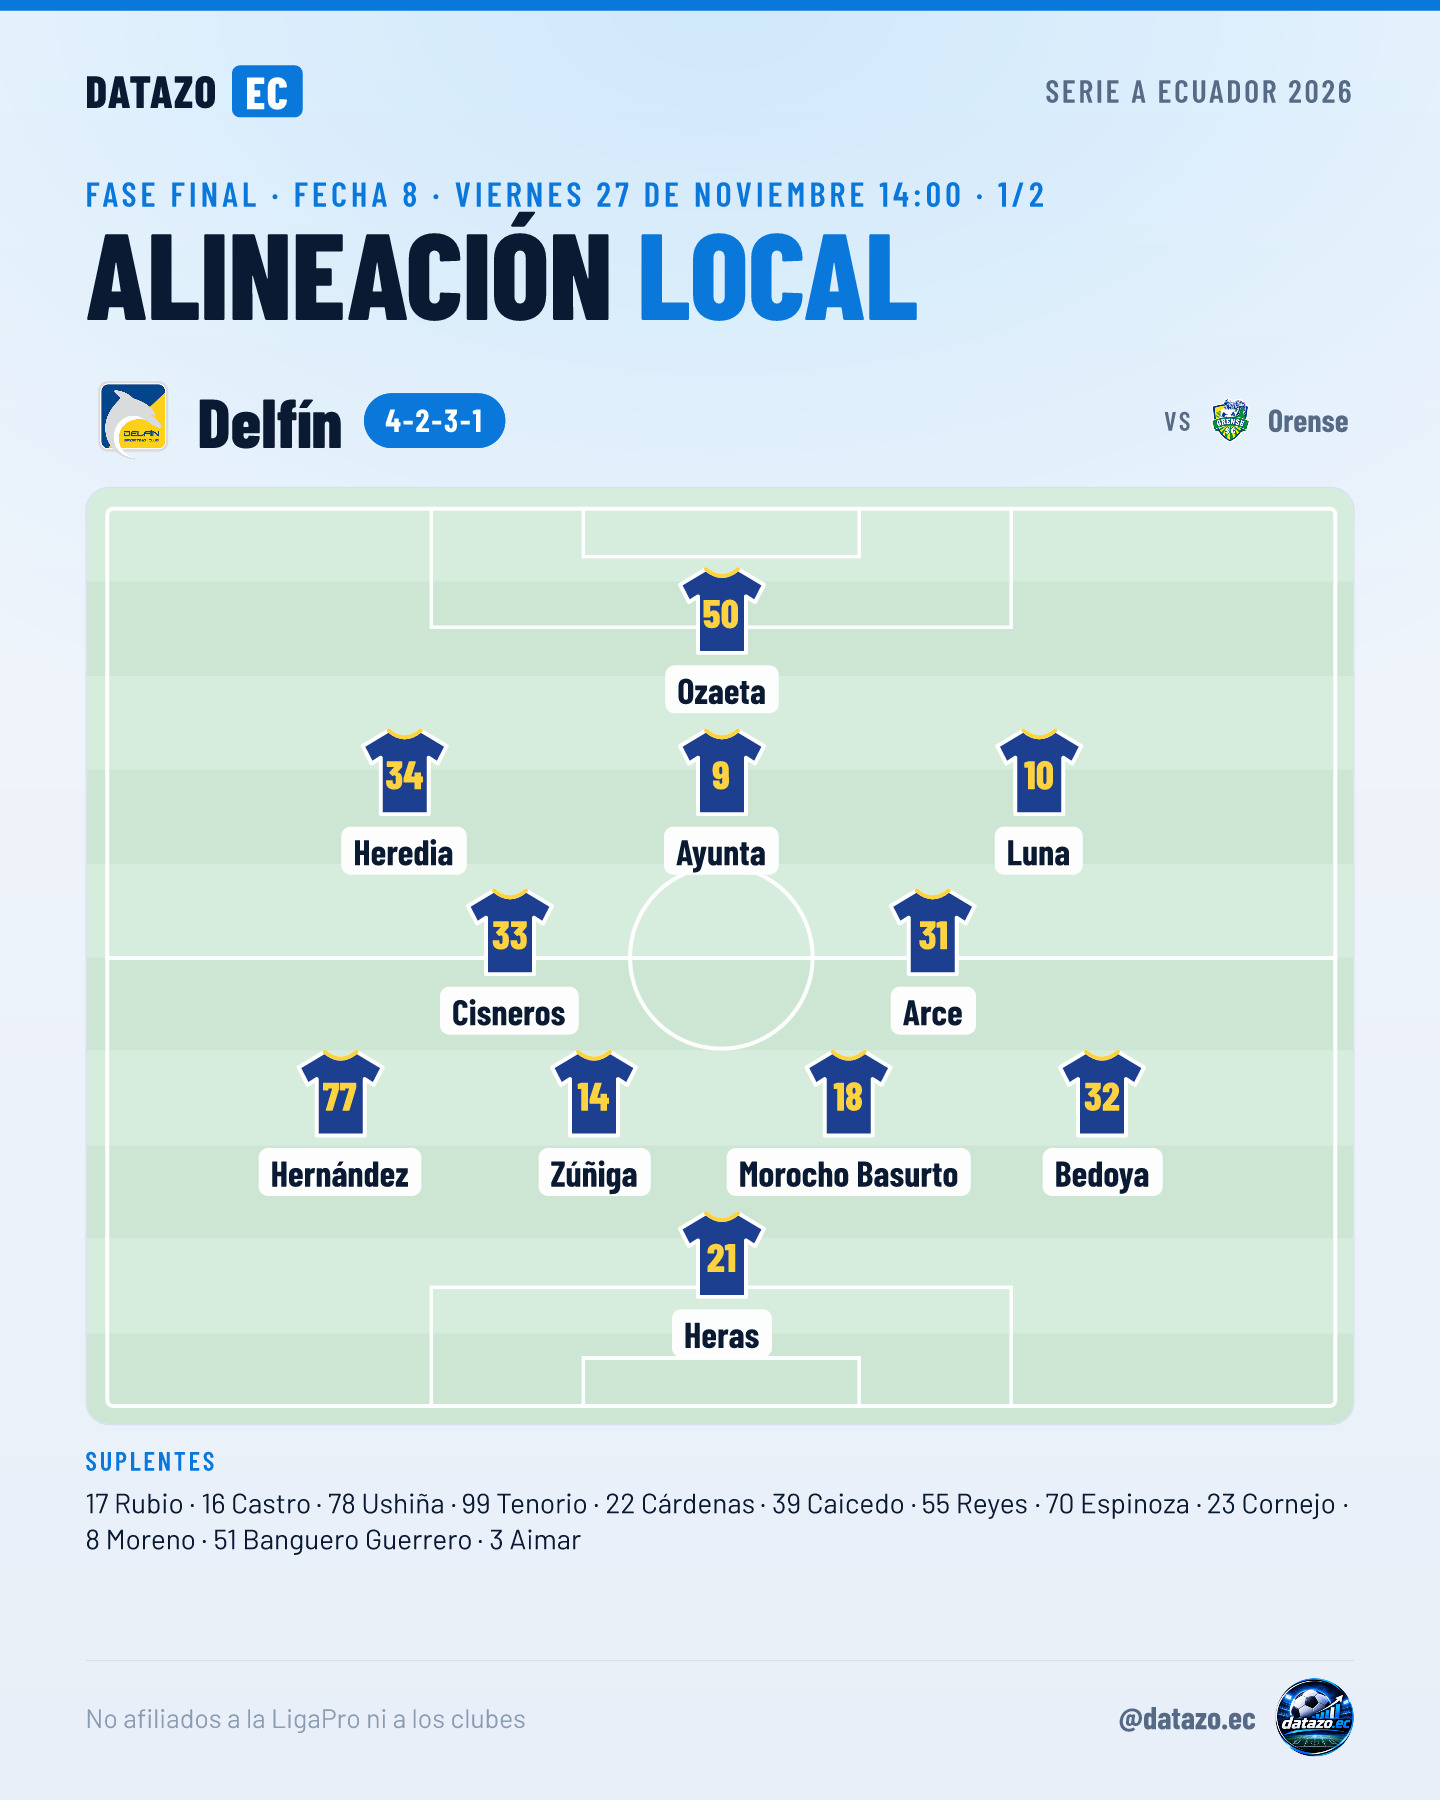 DATAZO EC
SERIE A ECUADOR 2026
FASE FINAL · FECHA 8 · VIERNES 27 DE NOVIEMBRE 14:00 · 1/2
ALINEACIÓN LOCAL
DELFÍN
SPORTING CLUB
Delfín
4-2-3-1
VS
ORENSE
Orense
50
Ozaeta
34
9
10
Heredia
Ayunta
Luna
33
31
Cisneros
Arce
77
14
18
32
Hernández
Zúñiga
Morocho Basurto
Bedoya
21
Heras
SUPLENTES
17 Rubio · 16 Castro · 78 Ushiña · 99 Tenorio · 22 Cárdenas · 39 Caicedo · 55 Reyes · 70 Espinoza · 23 Cornejo ·
8 Moreno · 51 Banguero Guerrero · 3 Aimar
No afiliados a la LigaPro ni a los clubes
@datazo.ec
datazo.ec